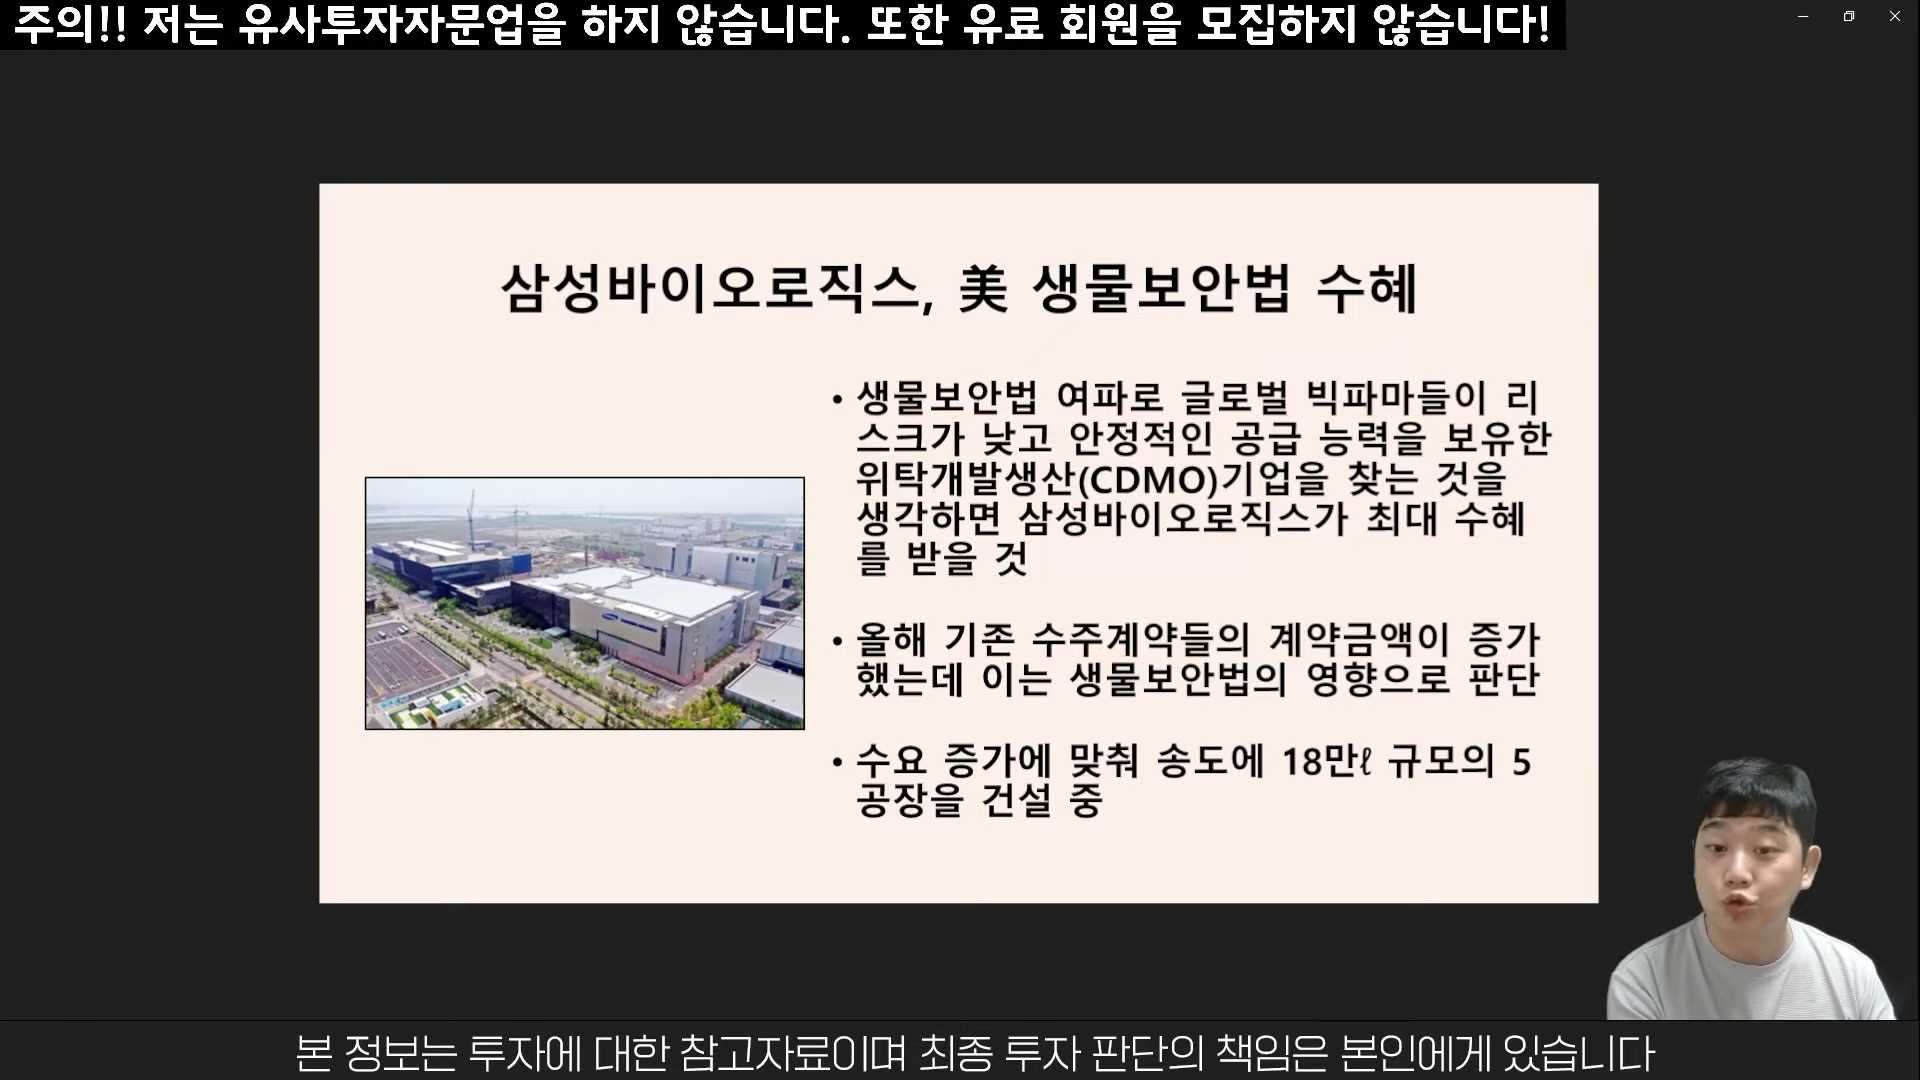 주의!! 저는 유사투자자문업을 하지 않습니다. 또한 유료 회원을 모집하지 않습니다!
삼성바이오로직스, 美 생물보안법 수혜
• 생물보안법 여파로 글로벌 빅파마들이 리
스크가 낮고 안정적인 공급 능력을 보유한
위탁개발생산(CDMO)기업을 찾는 것을
생각하면 삼성바이오로직스가 최대 수혜
를 받을 것
• 올해 기존 수주계약들의 계약금액이 증가
했는데 이는 생물보안법의 영향으로 판단
• 수요 증가에 맞춰 송도에 18만ℓ 규모의 5
공장을 건설 중
본 정보는 투자에 대한 참고자료이며 최종 투자 판단의 책임은 본인에게 있습니다